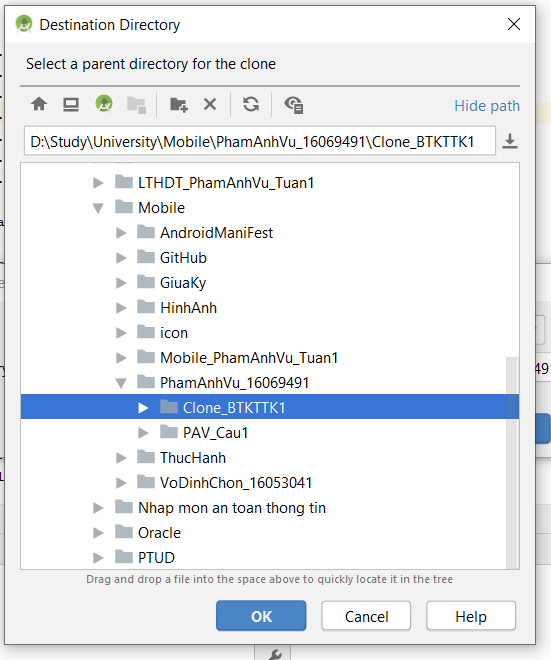 Destination Directory
Select a parent directory for the clone
Hide path
D:\Study\University\Mobile\PhamAnhVu_16069491\Clone_BTKTTK1
LTHDT_PhamAnhVu_Tuan1
Mobile
AndroidManiFest
GitHub
GiuaKy
HinhAnh
icon
Mobile_PhamAnhVu_Tuan1
PhamAnhVu_16069491
Clone_BTKTTK1
PAV_Cau1
ThucHanh
VoDinhChon_16053041
Nhap mon an toan thong tin
Oracle
PTUD
Drag and drop a file into the space above to quickly locate it in the tree
OK Cancel Help
49